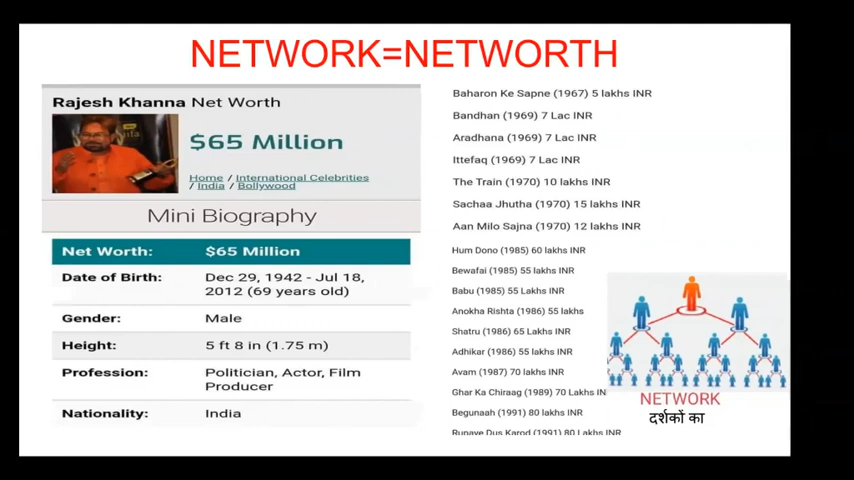 NETWORK=NETWORTH
Rajesh Khanna Net Worth
$65 Million
Home / International Celebrities
/ India / Bollywood
Mini Biography
Net Worth: $65 Million
Date of Birth: Dec 29, 1942 - Jul 18,
2012 (69 years old)
Gender: Male
Height: 5 ft 8 in (1.75 m)
Profession: Politician, Actor, Film
Producer
Nationality: India
Baharon Ke Sapne (1967) 5 lakhs INR
Bandhan (1969) 7 Lac INR
Aradhana (1969) 7 Lac INR
Ittefaq (1969) 7 Lac INR
The Train (1970) 10 lakhs INR
Sachaa Jhutha (1970) 15 lakhs INR
Aan Milo Sajna (1970) 12 lakhs INR
Hum Dono (1985) 60 lakhs INR
Bewafai (1985) 55 lakhs INR
Babu (1985) 55 Lakhs INR
Anokha Rishta (1986) 55 lakhs
Shatru (1986) 65 Lakhs INR
Adhikar (1986) 55 lakhs INR
Avam (1987) 70 lakhs INR
Ghar Ka Chiraag (1989) 70 Lakhs IN
Begunaah (1991) 80 lakhs INR
Rupaye Dus Karod (1991) 80 Lakhs INR
NETWORK
दर्शकों का